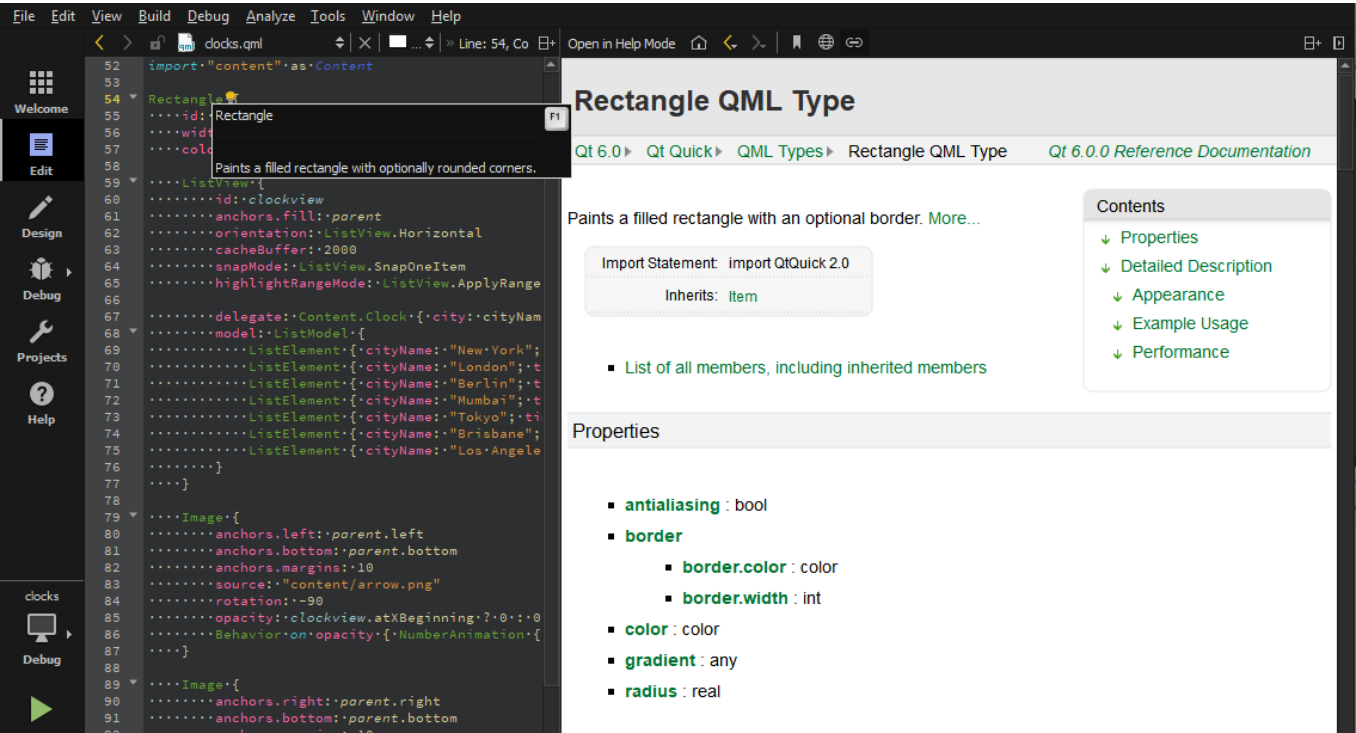 File Edit View Build Debug Analyze Tools Window Help
clocks.qml ... » Line: 54, Co Open in Help Mode
Welcome
Edit
Design
Debug
Projects
Help
clocks
Debug
52 import·"content"·as·Content
53
54 Rectangle
55 ····id:
56 ····widt
57 ····colo
58
59 ····ListView·{
60 ········id:·clockview
61 ········anchors.fill:·parent
62 ········orientation:·ListView.Horizontal
63 ········cacheBuffer:·2000
64 ········snapMode:·ListView.SnapOneItem
65 ········highlightRangeMode:·ListView.ApplyRange
66
67 ········delegate:·Content.Clock·{·city:·cityNam
68 ········model:·ListModel·{
69 ············ListElement·{·cityName:·"New·York";
70 ············ListElement·{·cityName:·"London";·t
71 ············ListElement·{·cityName:·"Berlin";·t
72 ············ListElement·{·cityName:·"Mumbai";·t
73 ············ListElement·{·cityName:·"Tokyo";·ti
74 ············ListElement·{·cityName:·"Brisbane";
75 ············ListElement·{·cityName:·"Los·Angele
76 ········}
77 ····}
78
79 ····Image·{
80 ········anchors.left:·parent.left
81 ········anchors.bottom:·parent.bottom
82 ········anchors.margins:·10
83 ········source:·"content/arrow.png"
84 ········rotation:·-90
85 ········opacity:·clockview.atXBeginning·?·0·:·0
86 ········Behavior·on·opacity·{·NumberAnimation·{
87 ····}
88
89 ····Image·{
90 ········anchors.right:·parent.right
91 ········anchors.bottom:·parent.bottom
Rectangle
F1
Paints a filled rectangle with optionally rounded corners.
Rectangle QML Type
Qt 6.0 Qt Quick QML Types Rectangle QML Type Qt 6.0.0 Reference Documentation
Paints a filled rectangle with an optional border. More...
Import Statement: import QtQuick 2.0
Inherits: Item
List of all members, including inherited members
Contents
Properties
Detailed Description
Appearance
Example Usage
Performance
Properties
antialiasing : bool
border
border.color : color
border.width : int
color : color
gradient : any
radius : real